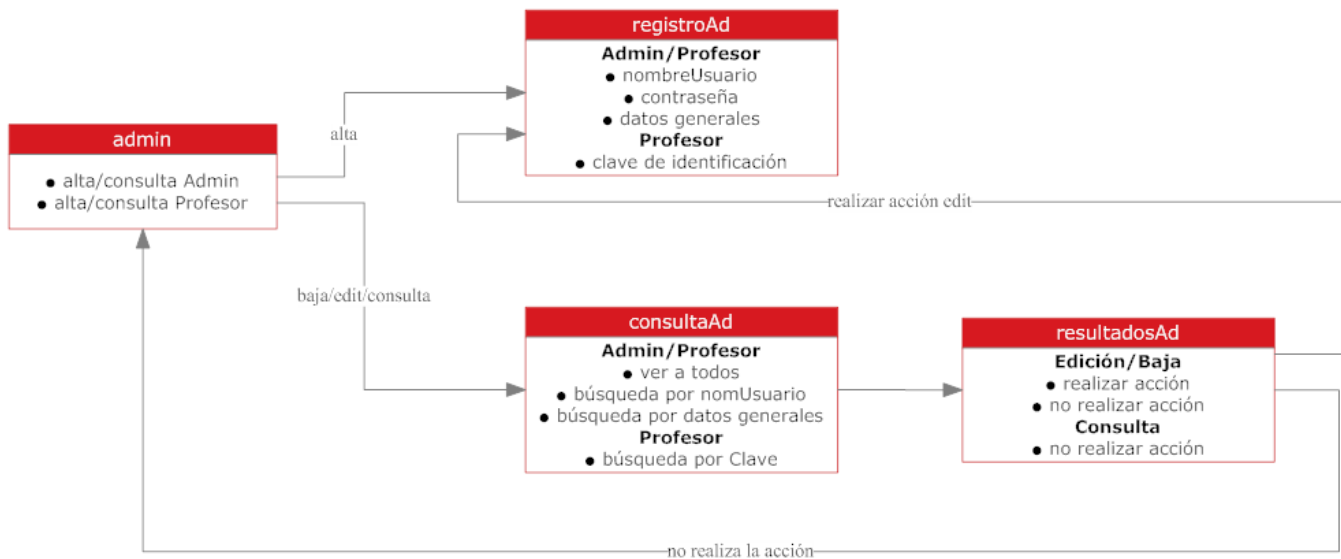 registroAd
Admin/Profesor
● nombreUsuario
● contraseña
● datos generales
Profesor
● clave de identificación
alta
admin
● alta/consulta Admin
● alta/consulta Profesor
realizar acción edit
baja/edit/consulta
consultaAd
Admin/Profesor
● ver a todos
● búsqueda por nomUsuario
● búsqueda por datos generales
Profesor
● búsqueda por Clave
resultadosAd
Edición/Baja
● realizar acción
● no realizar acción
Consulta
● no realizar acción
no realiza la acción